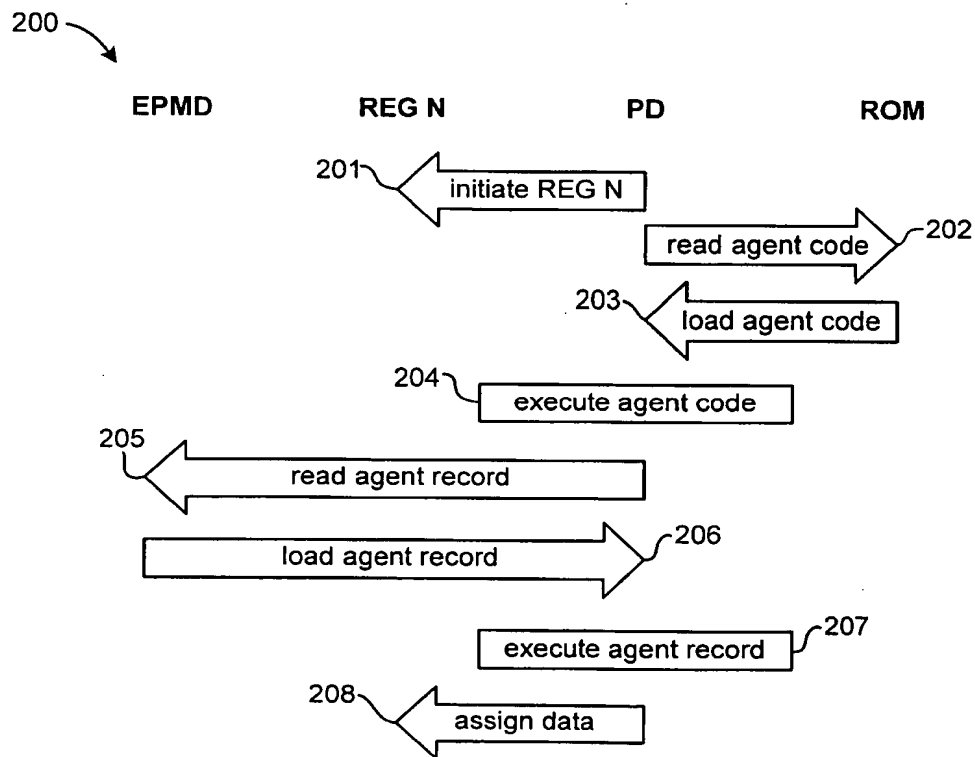 200
EPMD REG N PD ROM
201 initiate REG N
read agent code 202
203 load agent code
204 execute agent code
205 read agent record
load agent record 206
execute agent record 207
208 assign data